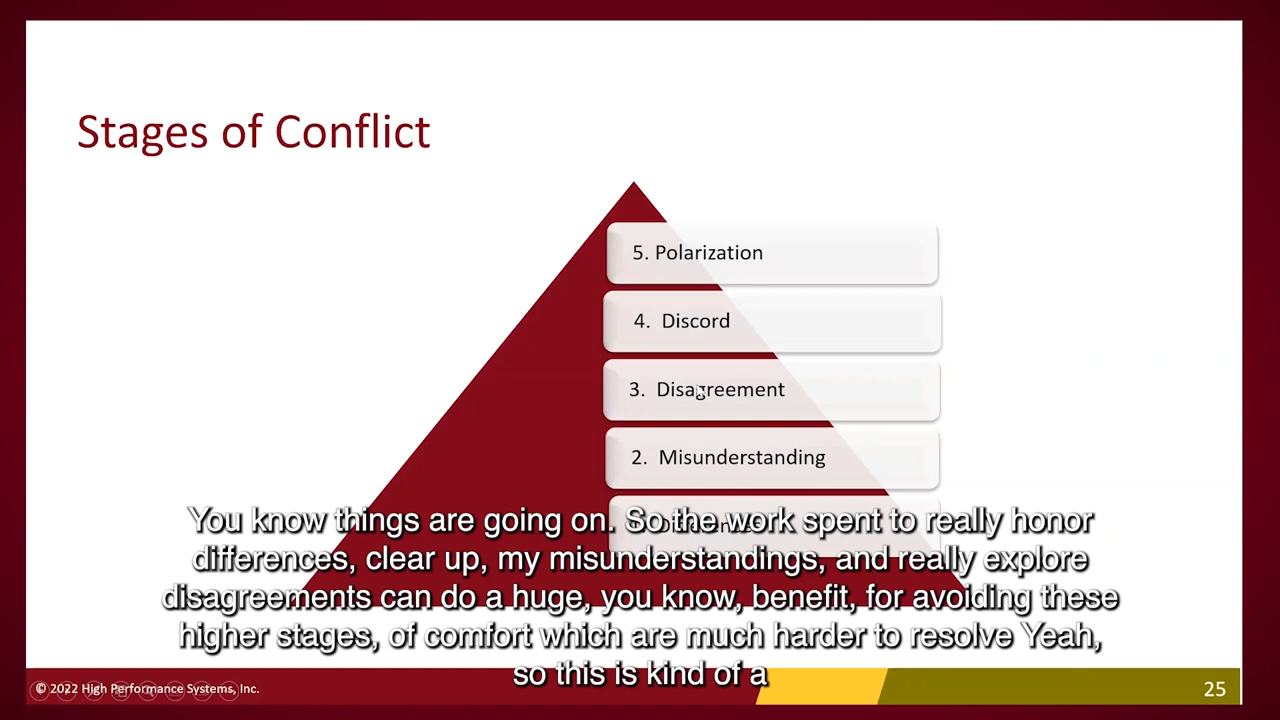 Stages of Conflict
5. Polarization
4. Discord
3. Disagreement
2. Misunderstanding
You know things are going on. So the work spent to really honor
differences, clear up, my misunderstandings, and really explore
disagreements can do a huge, you know, benefit, for avoiding these
higher stages, of comfort which are much harder to resolve Yeah,
so this is kind of a
© 2022 High Performance Systems, Inc.
25